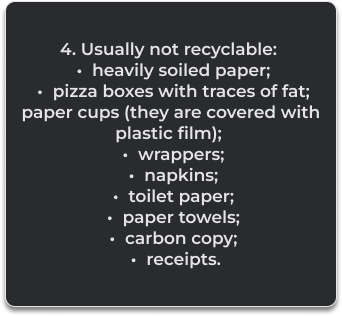 4. Usually not recyclable:
• heavily soiled paper;
• pizza boxes with traces of fat;
paper cups (they are covered with
plastic film);
• wrappers;
• napkins;
• toilet paper;
• paper towels;
• carbon copy;
• receipts.